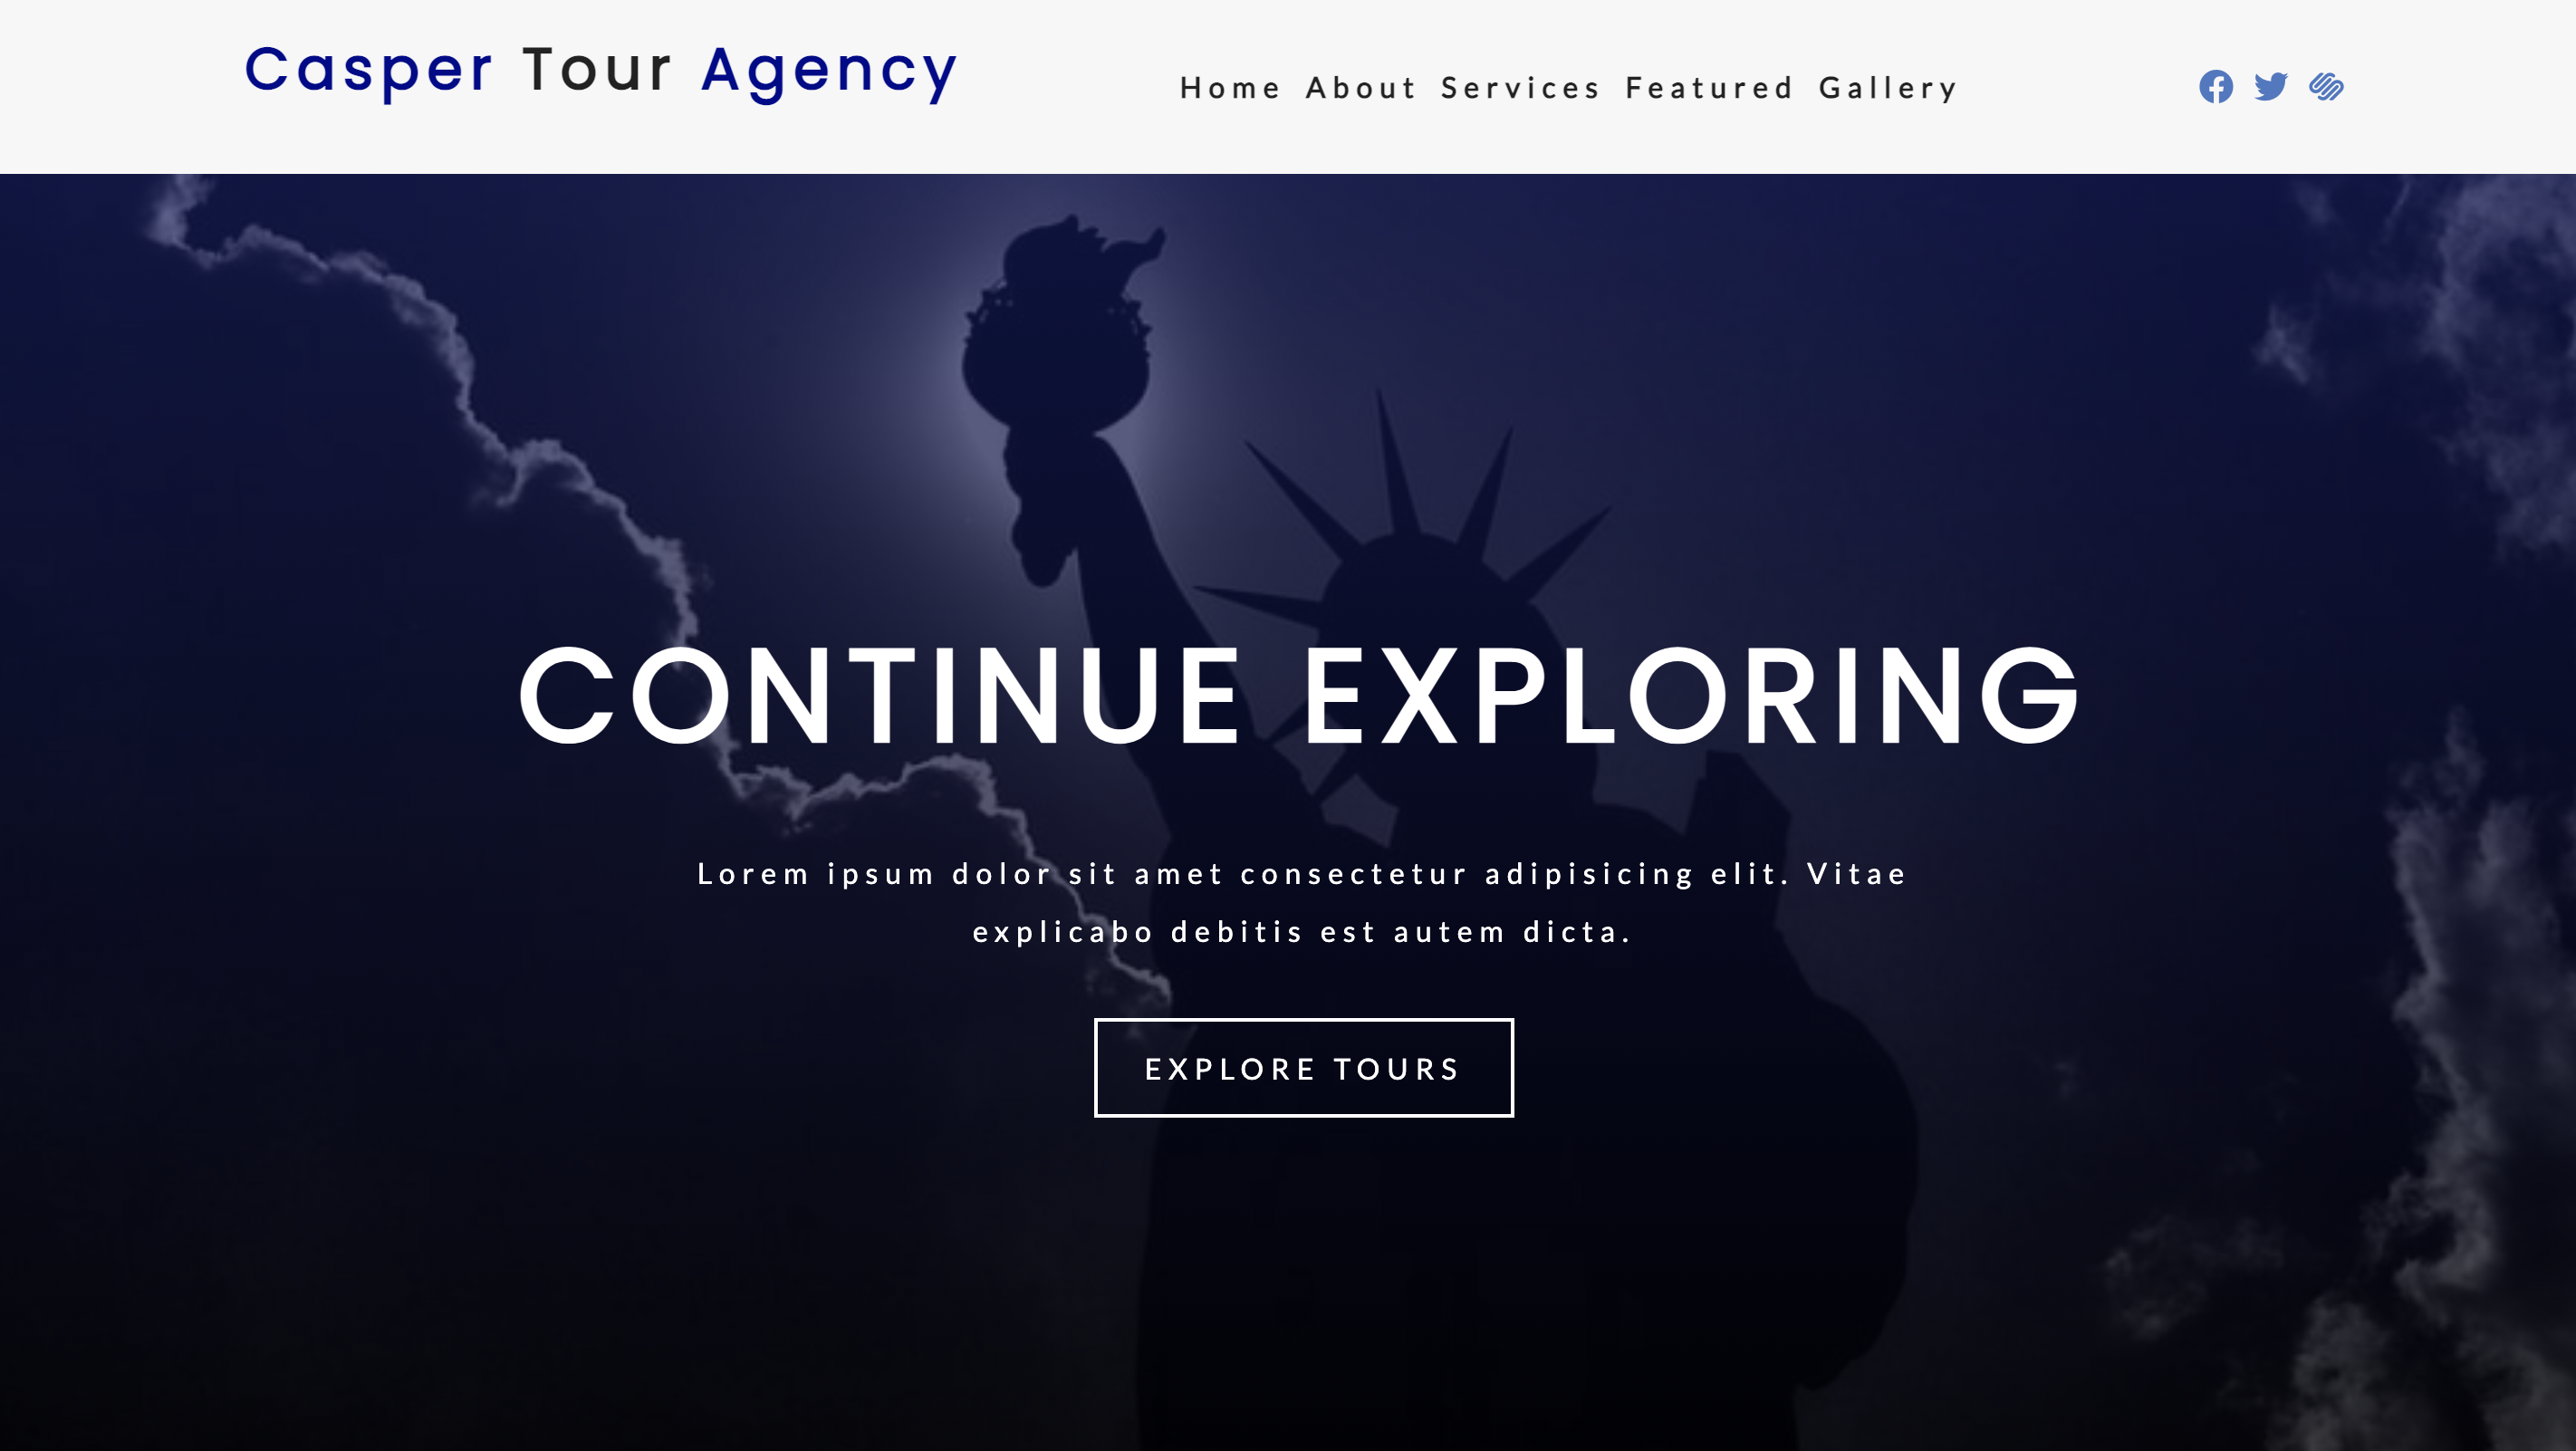 Casper Tour Agency
Home About Services Featured Gallery
CONTINUE EXPLORING
Lorem ipsum dolor sit amet consectetur adipisicing elit. Vitae
explicabo debitis est autem dicta.
EXPLORE TOURS